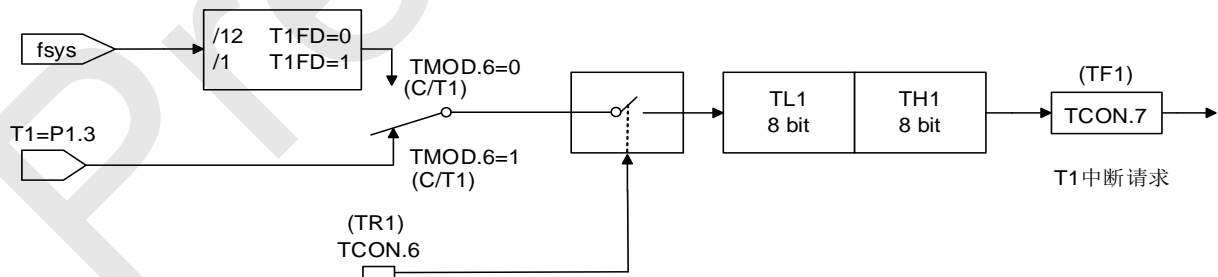 fsys
/12 T1FD=0
/1 T1FD=1
TMOD.6=0
(C/T1)
T1=P1.3
TMOD.6=1
(C/T1)
(TR1)
TCON.6
TL1
8 bit
TH1
8 bit
(TF1)
TCON.7
T1中断请求
Pre